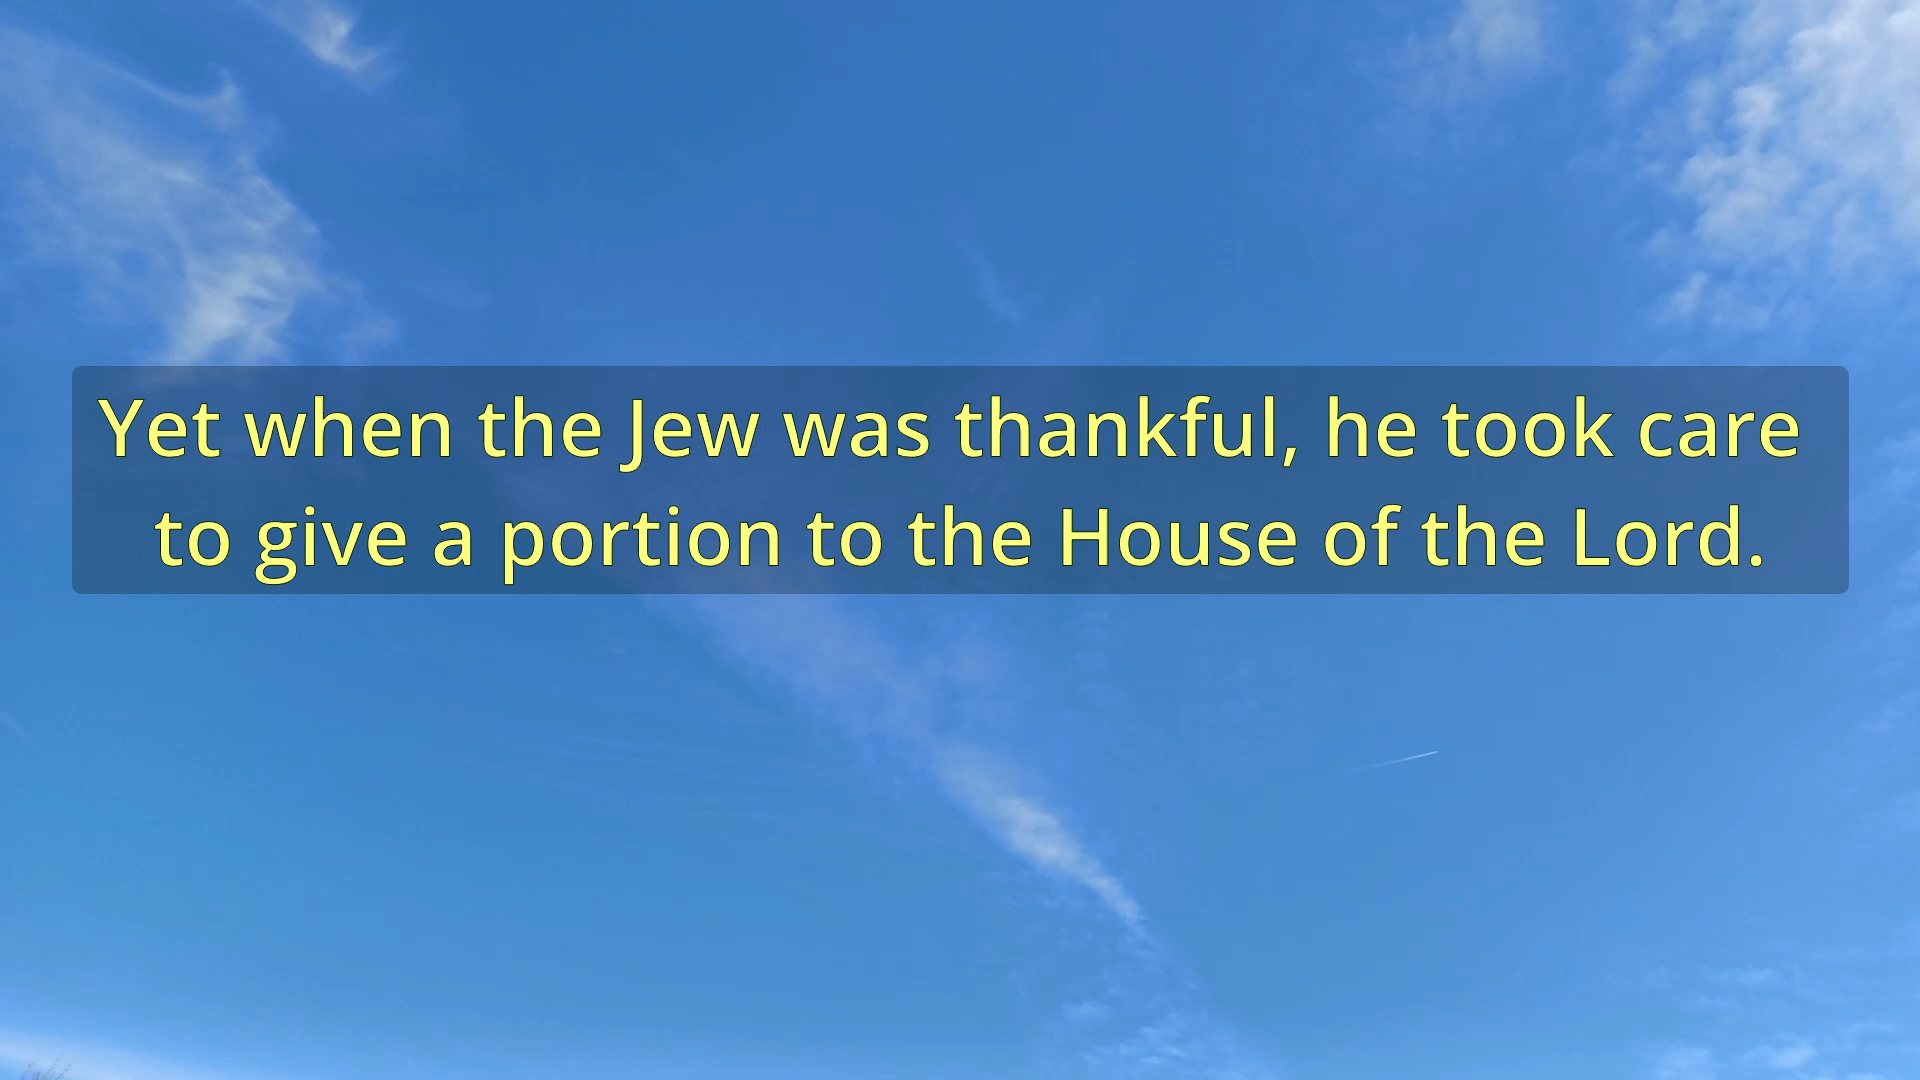 Yet when the Jew was thankful, he took care
to give a portion to the House of the Lord.